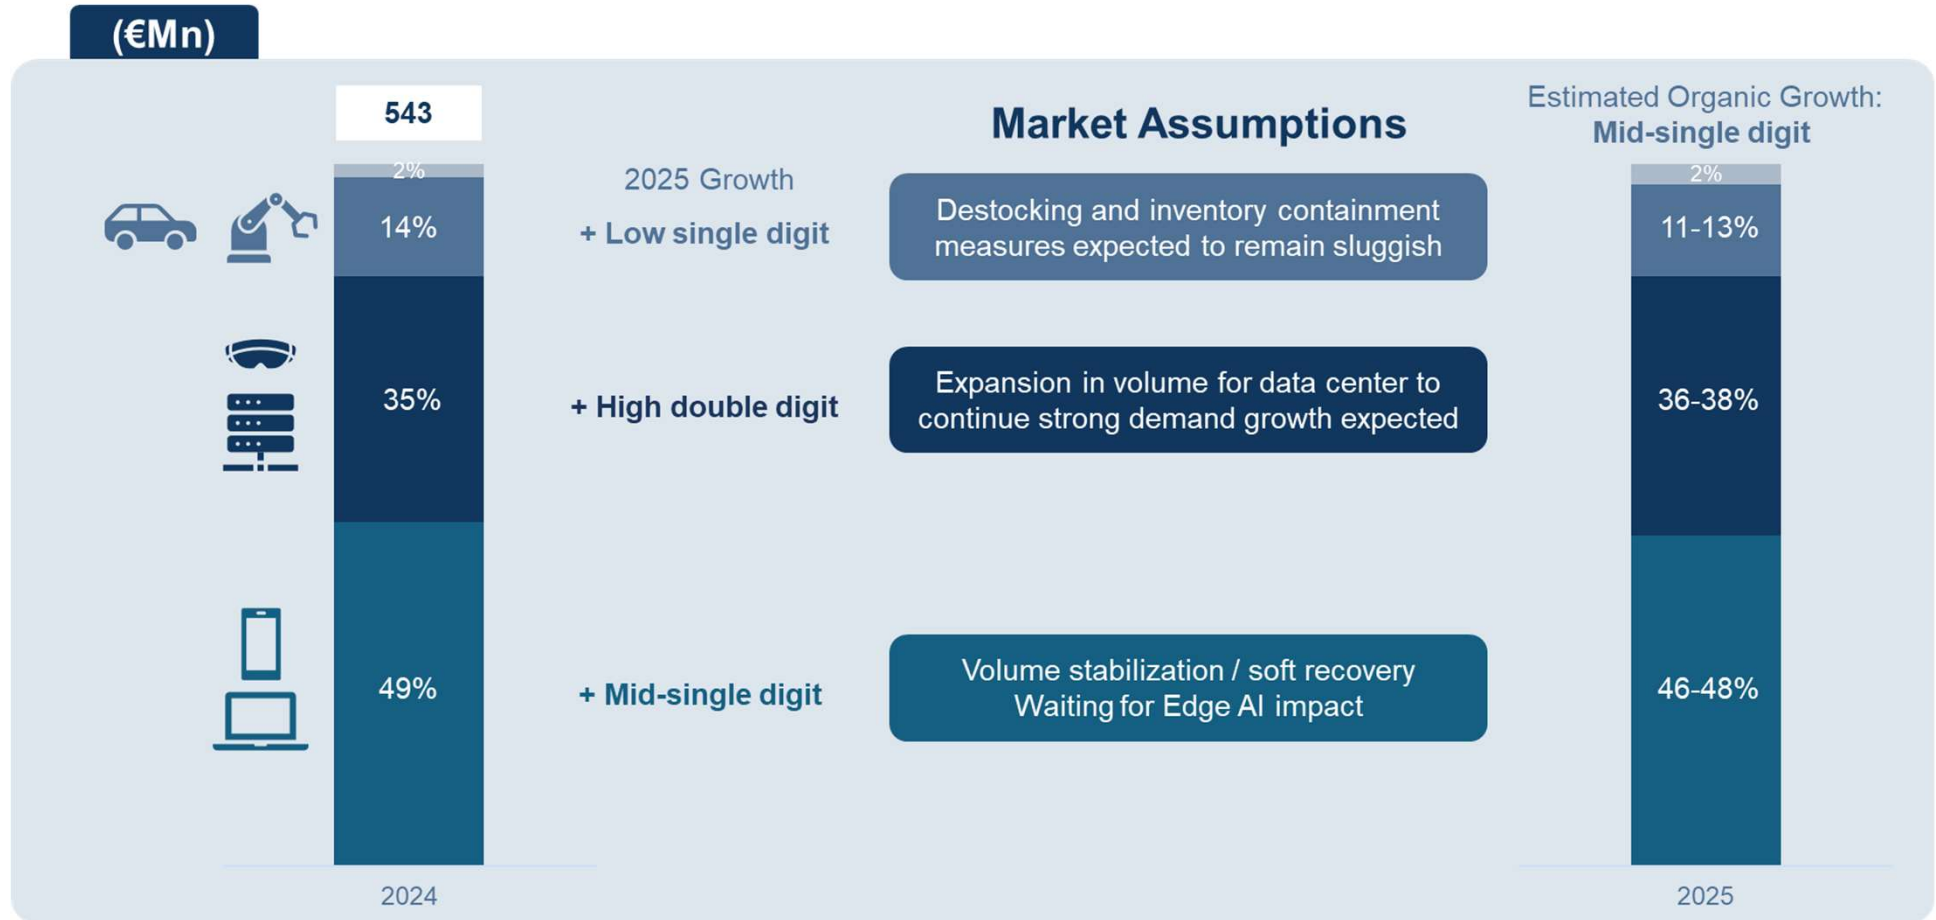 (€Mn)
543
Market Assumptions
Estimated Organic Growth:
Mid-single digit
2%
14%
2025 Growth
+ Low single digit
Destocking and inventory containment
measures expected to remain sluggish
2%
11-13%
35%
+ High double digit
Expansion in volume for data center to
continue strong demand growth expected
36-38%
49%
+ Mid-single digit
Volume stabilization / soft recovery
Waiting for Edge AI impact
46-48%
2024
2025